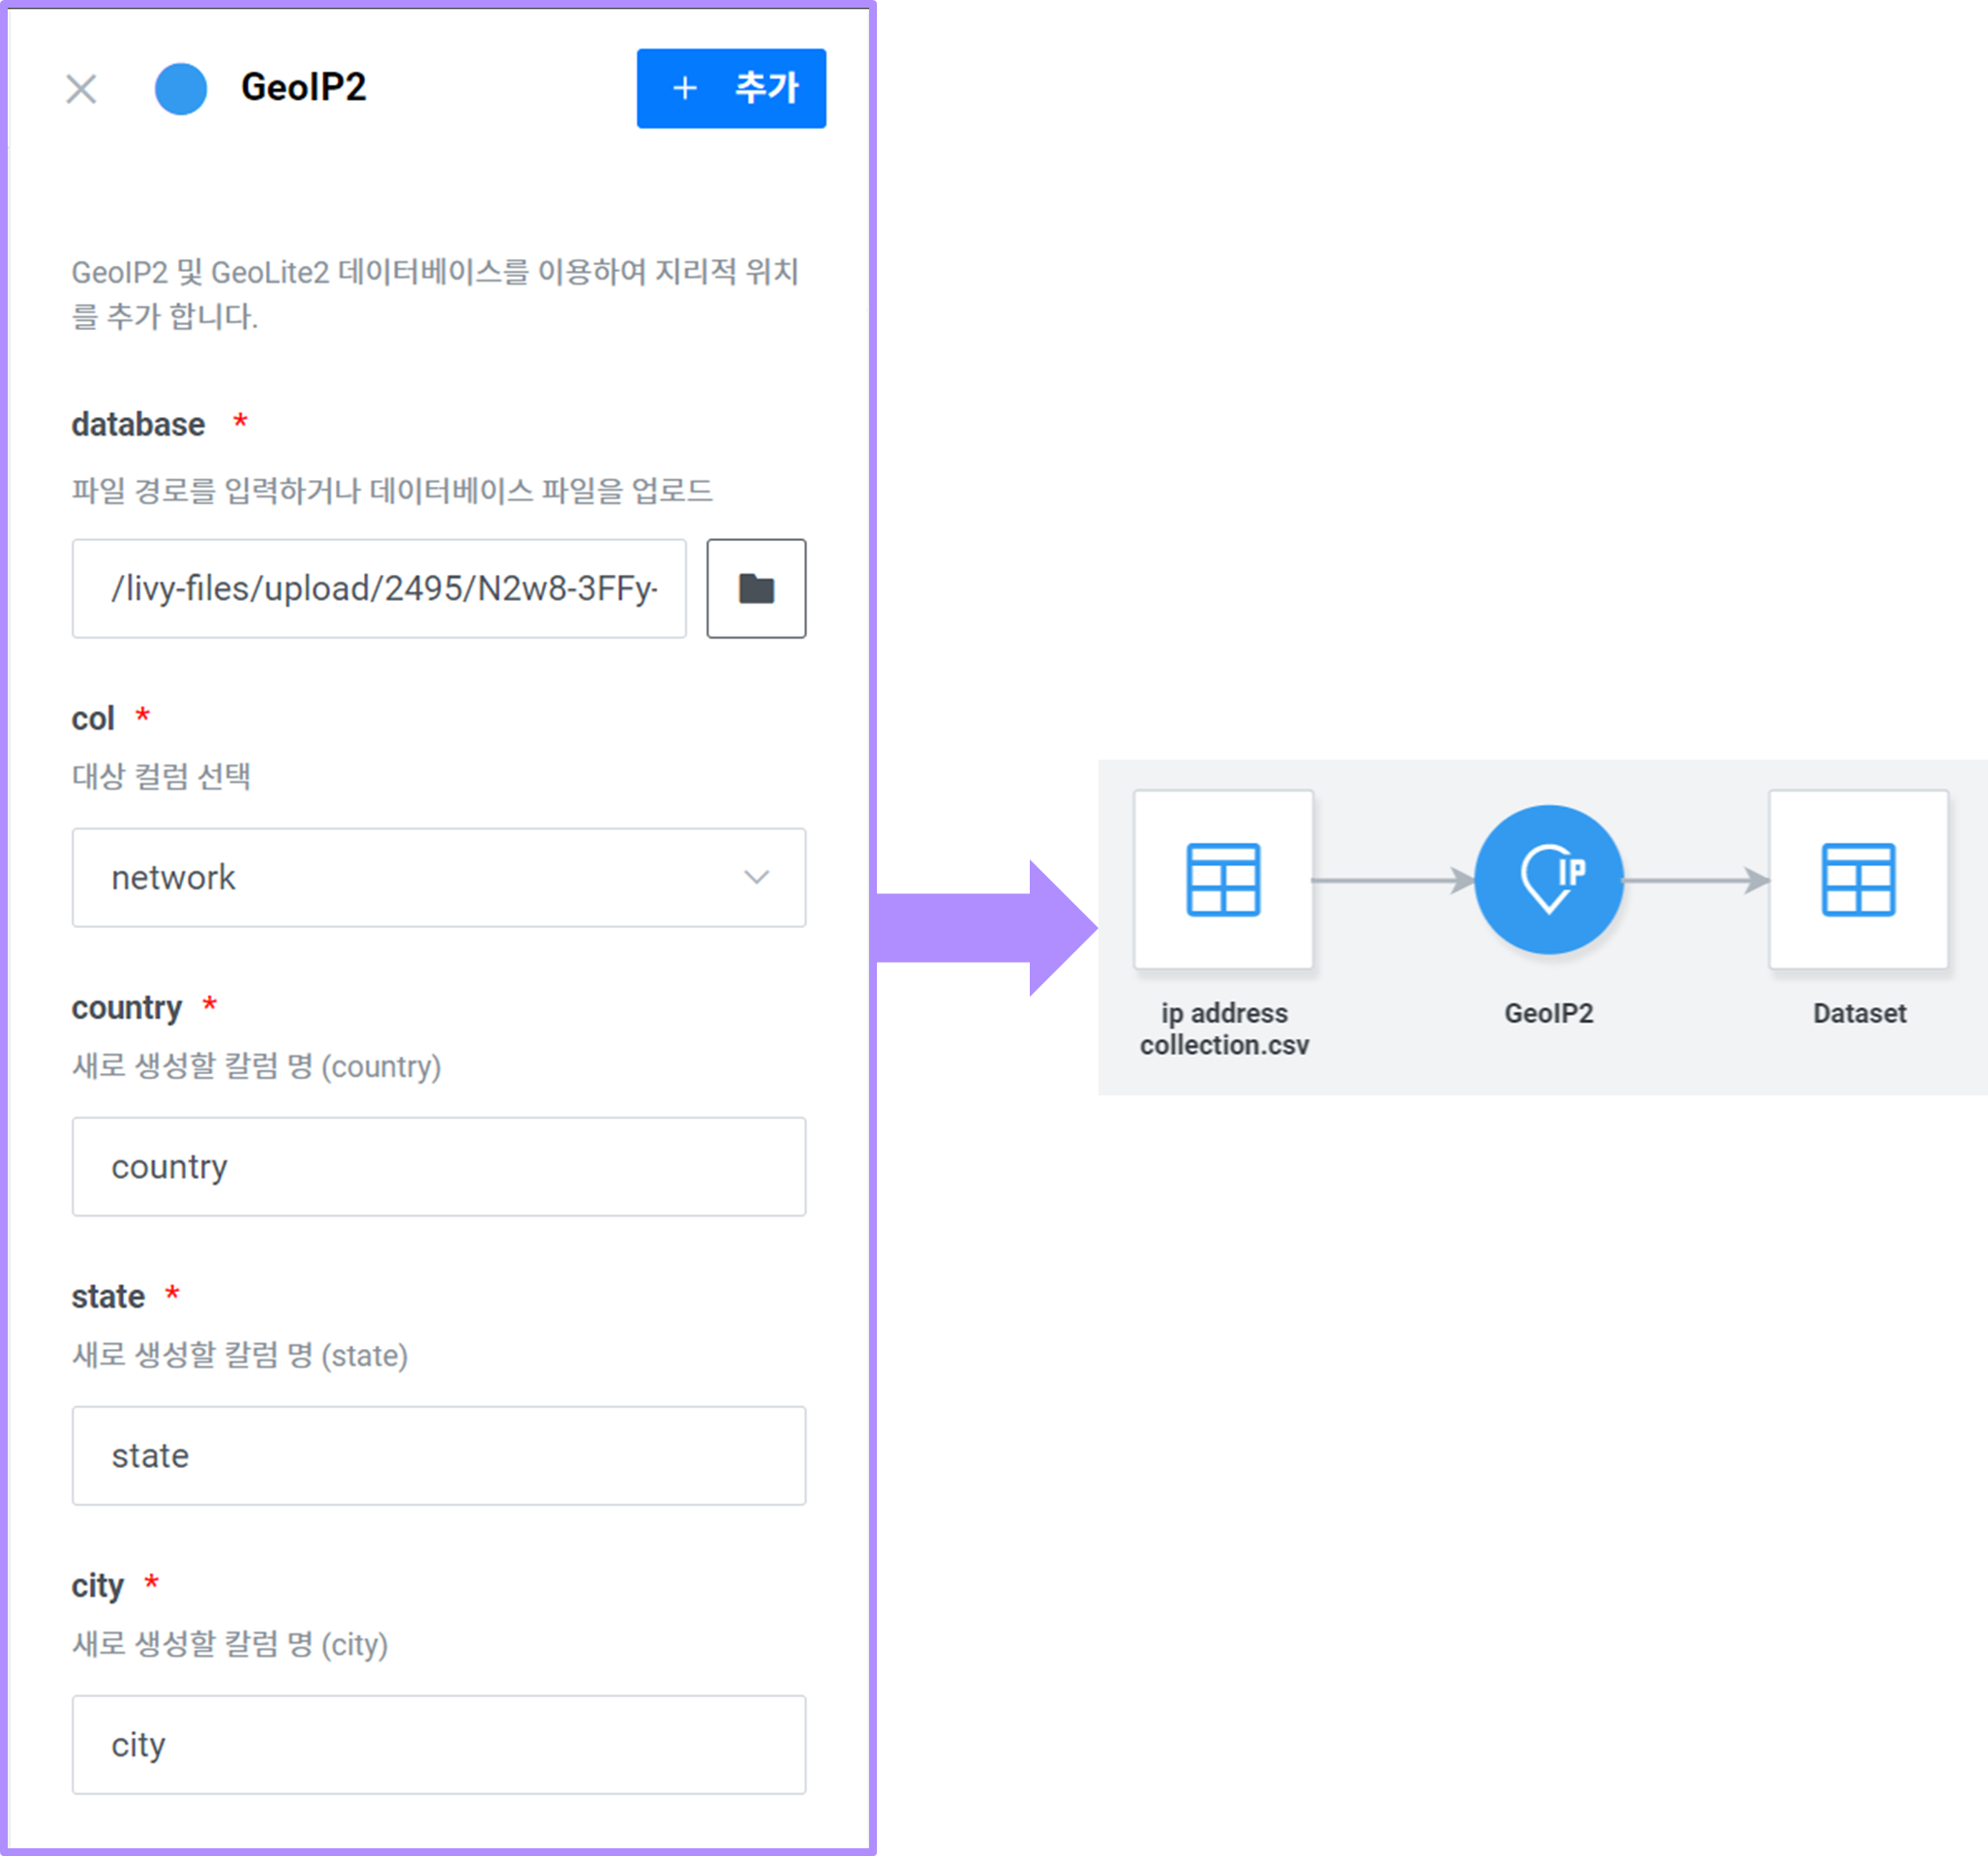 GeoIP2
+ 추가
GeoIP2 및 GeoLite2 데이터베이스를 이용하여 지리적 위치
를 추가 합니다.
database *
파일 경로를 입력하거나 데이터베이스 파일을 업로드
/livy-files/upload/2495/N2w8-3FFy-
col *
대상 컬럼 선택
network
country *
새로 생성할 칼럼 명 (country)
country
state *
새로 생성할 칼럼 명 (state)
state
city *
새로 생성할 칼럼 명 (city)
city
IP
ip address
collection.csv
GeoIP2
Dataset